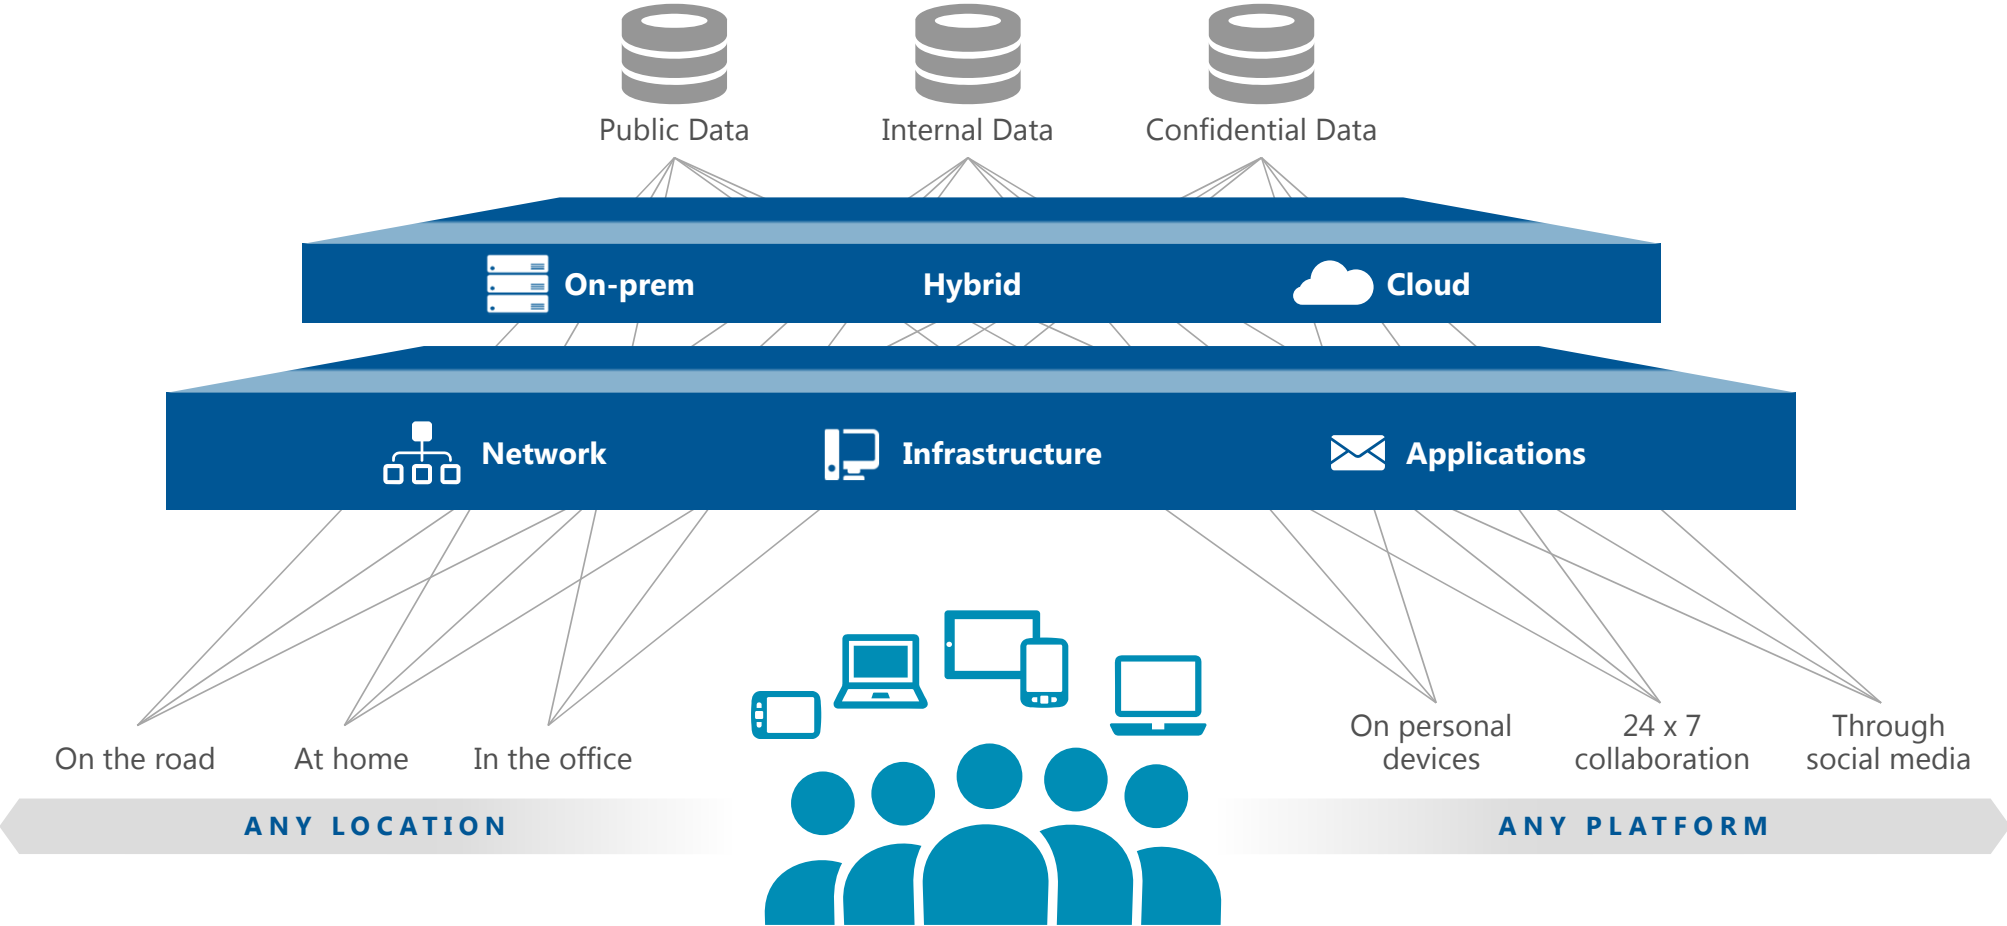 Public Data
Internal Data
Confidential Data
On-prem
Hybrid
Cloud
Network
Infrastructure
Applications
On the road
At home
In the office
On personal
devices
24 x 7
collaboration
Through
social media
ANY LOCATION
ANY PLATFORM